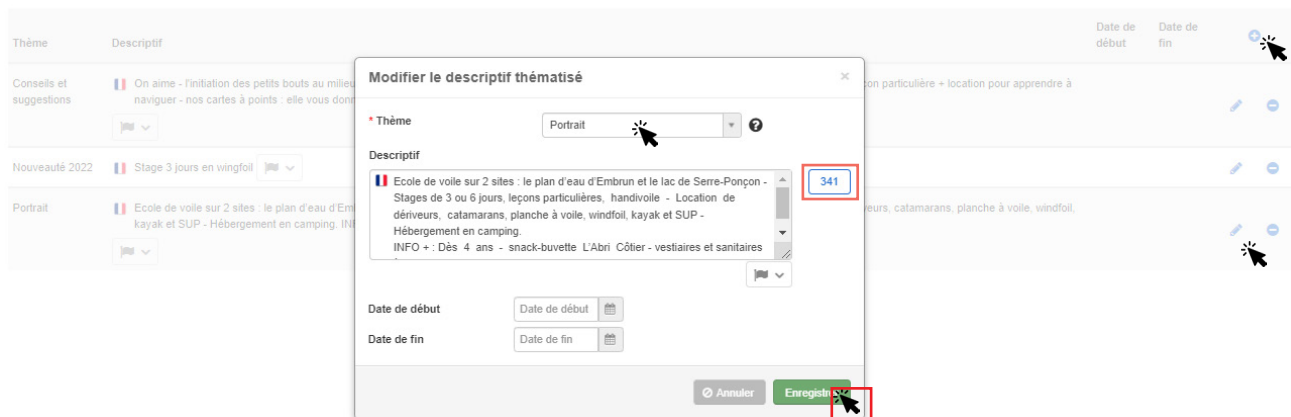 Thème
Descriptif
Date de
début
Date de
fin
Conseils et
suggestions
On aime - l'initiation des petits bouts au milieu
naviguer - nos cartes à points : elle vous donn
on particulière + location pour apprendre à
Nouveauté 2022
Stage 3 jours en wingfoil
Portrait
Ecole de voile sur 2 sites : le plan d'eau d'Em
kayak et SUP - Hébergement en camping. IN
eurs, catamarans, planche à voile, windfoil,
Modifier le descriptif thématisé
×
* Thème
Portrait
Descriptif
Ecole de voile sur 2 sites : le plan d'eau d'Embrun et le lac de Serre-Ponçon -
Stages de 3 ou 6 jours, leçons particulières, handivoile - Location de
dériveurs, catamarans, planche à voile, windfoil, kayak et SUP -
Hébergement en camping.
INFO + : Dès 4 ans - snack-buvette L'Abri Côtier - vestiaires et sanitaires
341
Date de début
Date de début
Date de fin
Date de fin
Annuler
Enregistr